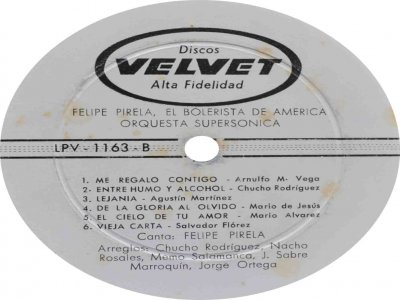 Discos
VELVET
Alta Fidelidad
FELIPE PIRELA, EL BOLERISTA DE AMERICA
ORQUESTA SUPERSONICA
LPV - 1163 - B
1. ME REGALO CONTIGO - Arnulfo M. Vega
2- ENTRE HUMO Y ALCOHOL - Chucho Rodríguez
3. LEJANIA - Agustín Martínez
4. DE LA GLORIA AL OLVIDO - Mario de Jesús
5. EL CIELO DE TU AMOR - Mario Alvarez
6. VIEJA CARTA - Salvador Flórez
Canta: FELIPE PIRELA
Arreglos: Chucho Rodríguez, Nacho
Rosales, Memo Salamanca, J. Sabre
Marroquín, Jorge Ortega